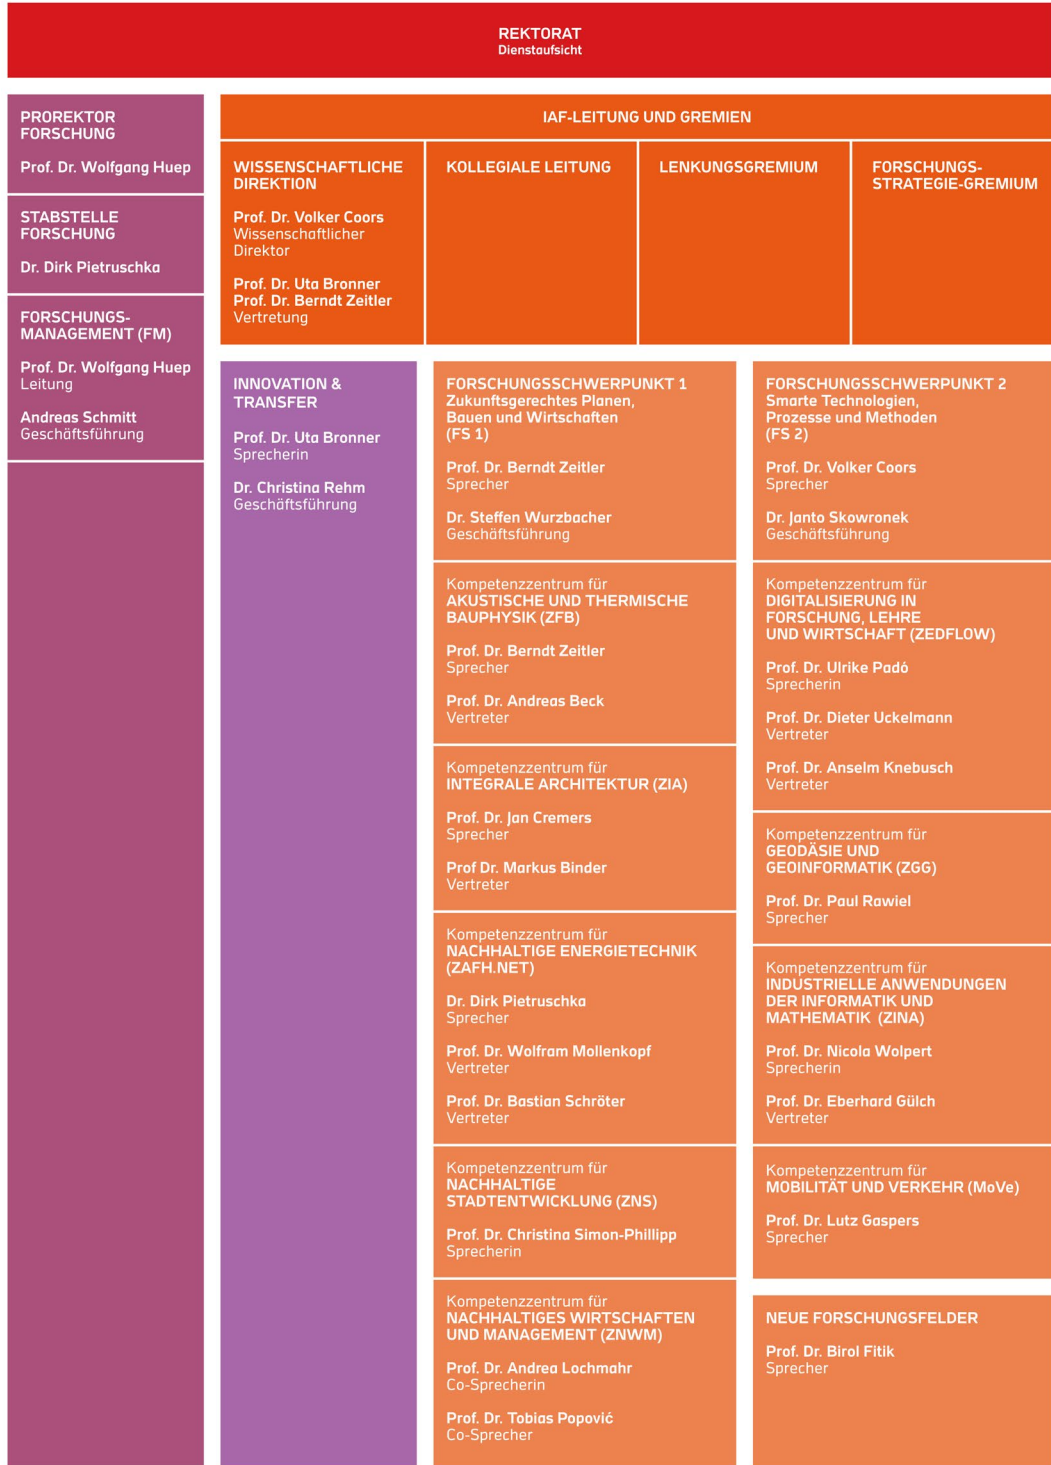 REKTORAT
Dienstaufsicht
PROREKTOR
FORSCHUNG
Prof. Dr. Wolfgang Huep
STABSTELLE
FORSCHUNG
Dr. Dirk Pietruschka
FORSCHUNGS-
MANAGEMENT (FM)
Prof. Dr. Wolfgang Huep
Leitung
Andreas Schmitt
Geschäftsführung
IAF-LEITUNG UND GREMIEN
WISSENSCHAFTLICHE
DIREKTION
Prof. Dr. Volker Coors
Wissenschaftlicher
Direktor
Prof. Dr. Uta Bronner
Prof. Dr. Berndt Zeitler
Vertretung
KOLLEGIALE LEITUNG
LENKUNGSGREMIUM
FORSCHUNGS-
STRATEGIE-GREMIUM
INNOVATION &
TRANSFER
Prof. Dr. Uta Bronner
Sprecherin
Dr. Christina Rehm
Geschäftsführung
FORSCHUNGSSCHWERPUNKT 1
Zukunftsgerechtes Planen,
Bauen und Wirtschaften
(FS 1)
Prof. Dr. Berndt Zeitler
Sprecher
Dr. Steffen Wurzbacher
Geschäftsführung
Kompetenzzentrum für
AKUSTISCHE UND THERMISCHE
BAUPHYSIK (ZFB)
Prof. Dr. Berndt Zeitler
Sprecher
Prof. Dr. Andreas Beck
Vertreter
Kompetenzzentrum für
INTEGRALE ARCHITEKTUR (ZIA)
Prof. Dr. Jan Cremers
Sprecher
Prof Dr. Markus Binder
Vertreter
Kompetenzzentrum für
NACHHALTIGE ENERGIETECHNIK
(ZAFH.NET)
Dr. Dirk Pietruschka
Sprecher
Prof. Dr. Wolfram Mollenkopf
Vertreter
Prof. Dr. Bastian Schröter
Vertreter
Kompetenzzentrum für
NACHHALTIGE
STADTENTWICKLUNG (ZNS)
Prof. Dr. Christina Simon-Phillipp
Sprecherin
Kompetenzzentrum für
NACHHALTIGES WIRTSCHAFTEN
UND MANAGEMENT (ZNWM)
Prof. Dr. Andrea Lochmahr
Co-Sprecherin
Prof. Dr. Tobias Popović
Co-Sprecher
FORSCHUNGSSCHWERPUNKT 2
Smarte Technologien,
Prozesse und Methoden
(FS 2)
Prof. Dr. Volker Coors
Sprecher
Dr. Janto Skowronek
Geschäftsführung
Kompetenzzentrum für
DIGITALISIERUNG IN
FORSCHUNG, LEHRE
UND WIRTSCHAFT (ZEDFLOW)
Prof. Dr. Ulrike Padó
Sprecherin
Prof. Dr. Dieter Uckelmann
Vertreter
Prof. Dr. Anselm Knebusch
Vertreter
Kompetenzzentrum für
GEODÄSIE UND
GEOINFORMATIK (ZGG)
Prof. Dr. Paul Rawiel
Sprecher
Kompetenzzentrum für
INDUSTRIELLE ANWENDUNGEN
DER INFORMATIK UND
MATHEMATIK (ZINA)
Prof. Dr. Nicola Wolpert
Sprecherin
Prof. Dr. Eberhard Gülch
Vertreter
Kompetenzzentrum für
MOBILITÄT UND VERKEHR (MoVe)
Prof. Dr. Lutz Gaspers
Sprecher
NEUE FORSCHUNGSFELDER
Prof. Dr. Birol Fitik
Sprecher